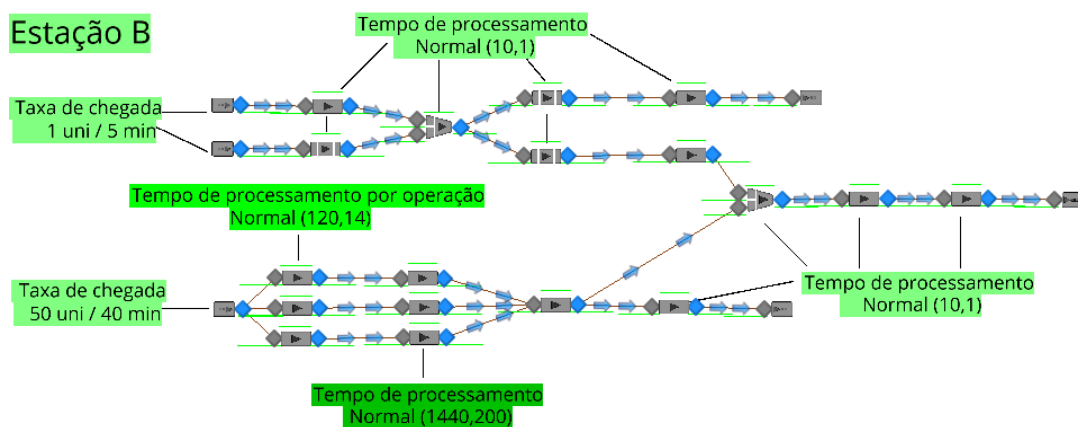 Estação B
Tempo de processamento
Normal (10,1)
Taxa de chegada
1 uni / 5 min
Tempo de processamento por operação
Normal (120,14)
Taxa de chegada
50 uni / 40 min
Tempo de processamento
Normal (10,1)
Tempo de processamento
Normal (1440,200)